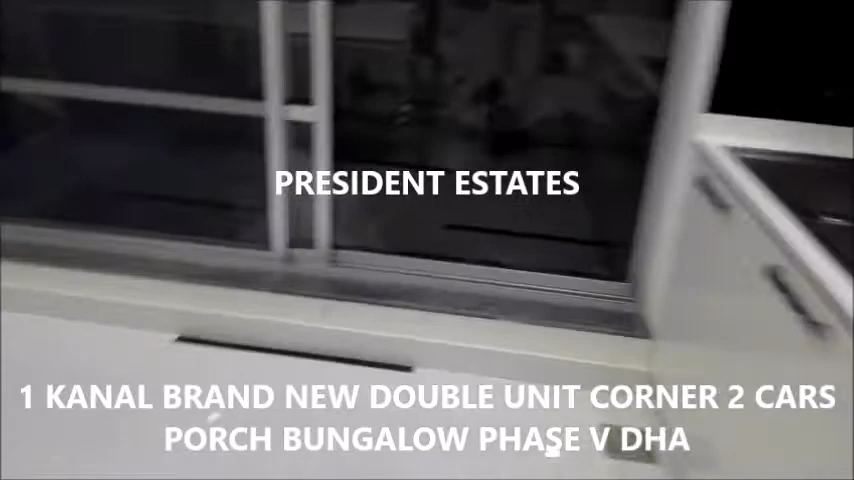 PRESIDENT ESTATES
1 KANAL BRAND NEW DOUBLE UNIT CORNER 2 CARS
PORCH BUNGALOW PHASE V DHA